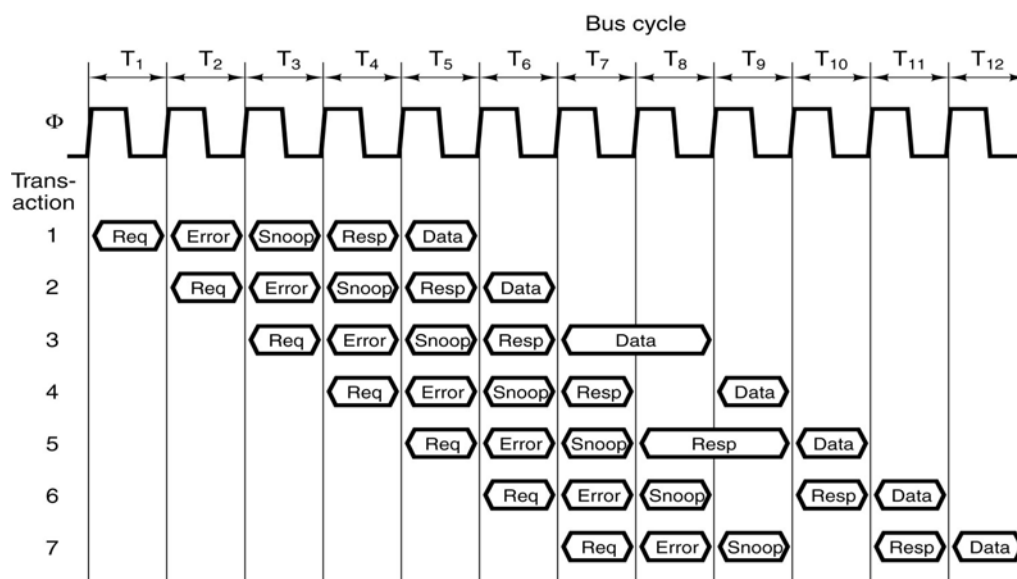 Bus cycle
T1 T2 T3 T4 T5 T6 T7 T8 T9 T10 T11 T12
Φ
Trans-
action
1 Req Error Snoop Resp Data
2 Req Error Snoop Resp Data
3 Req Error Snoop Resp Data
4 Req Error Snoop Resp Data
5 Req Error Snoop Resp Data
6 Req Error Snoop Resp Data
7 Req Error Snoop Resp Data